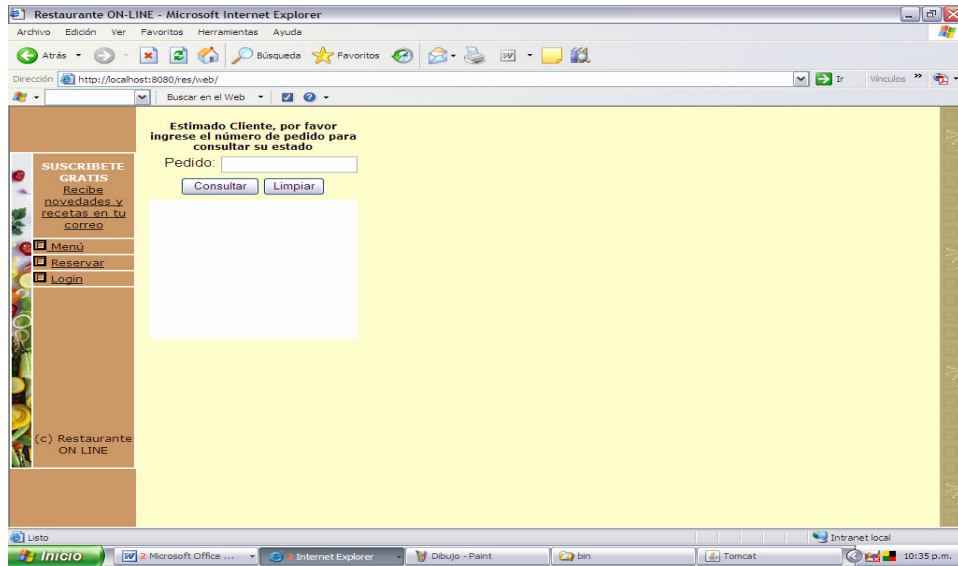 Restaurante ON-LINE - Microsoft Internet Explorer
Archivo Edición Ver Favoritos Herramientas Ayuda
Atrás Búsqueda Favoritos
Dirección http://localhost:8080/res/web/ Ir Vínculos »
Buscar en el Web
Estimado Cliente, por favor
ingrese el número de pedido para
consultar su estado
Pedido:
Consultar Limpiar
SUSCRIBETE
GRATIS
Recibe
novedades y
recetas en tu
correo
Menú
Reservar
Login
(c) Restaurante
ON LINE
Listo Intranet local
Inicio 2 Microsoft Office ... 2 Internet Explorer Dibujo - Paint bin Tomcat 10:35 p.m.